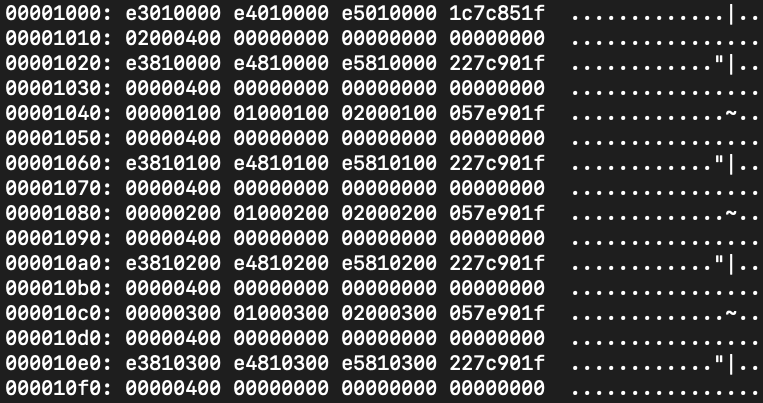 00001000: e3010000 e4010000 e5010000 1c7c851f  .............|..
00001010: 02000400 00000000 00000000 00000000  ................
00001020: e3810000 e4810000 e5810000 227c901f  ............"|..
00001030: 00000400 00000000 00000000 00000000  ................
00001040: 00000100 01000100 02000100 057e901f  .............~..
00001050: 00000400 00000000 00000000 00000000  ................
00001060: e3810100 e4810100 e5810100 227c901f  ............"|..
00001070: 00000400 00000000 00000000 00000000  ................
00001080: 00000200 01000200 02000200 057e901f  .............~..
00001090: 00000400 00000000 00000000 00000000  ................
000010a0: e3810200 e4810200 e5810200 227c901f  ............"|..
000010b0: 00000400 00000000 00000000 00000000  ................
000010c0: 00000300 01000300 02000300 057e901f  .............~..
000010d0: 00000400 00000000 00000000 00000000  ................
000010e0: e3810300 e4810300 e5810300 227c901f  ............"|..
000010f0: 00000400 00000000 00000000 00000000  ................